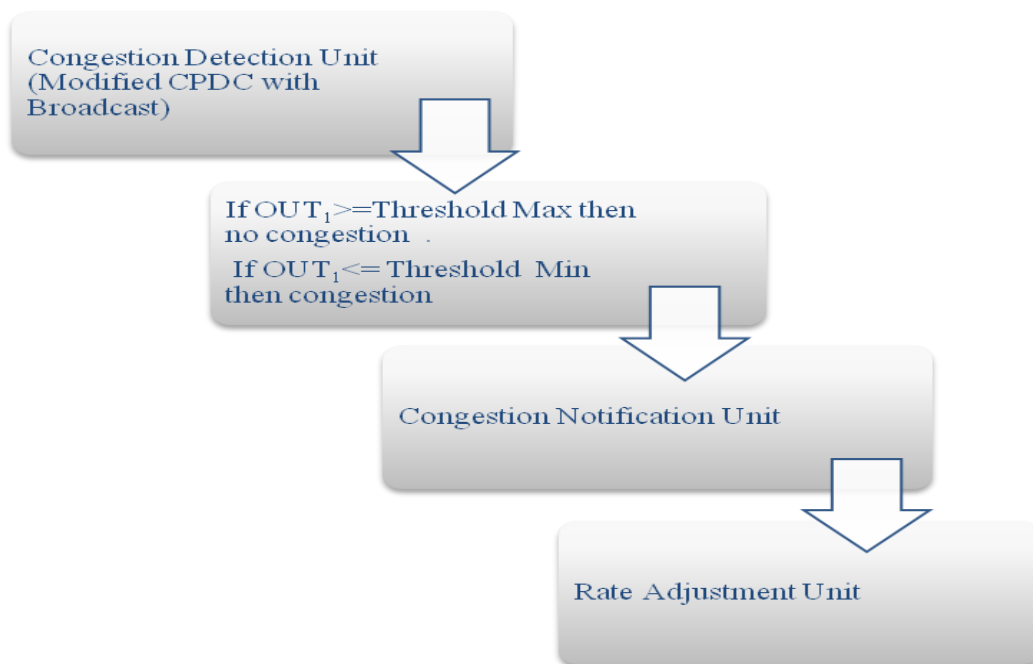 Congestion Detection Unit
(Modified CPDC with
Broadcast)
If OUT₁>=Threshold Max then
no congestion .
If OUT₁<= Threshold Min
then congestion
Congestion Notification Unit
Rate Adjustment Unit